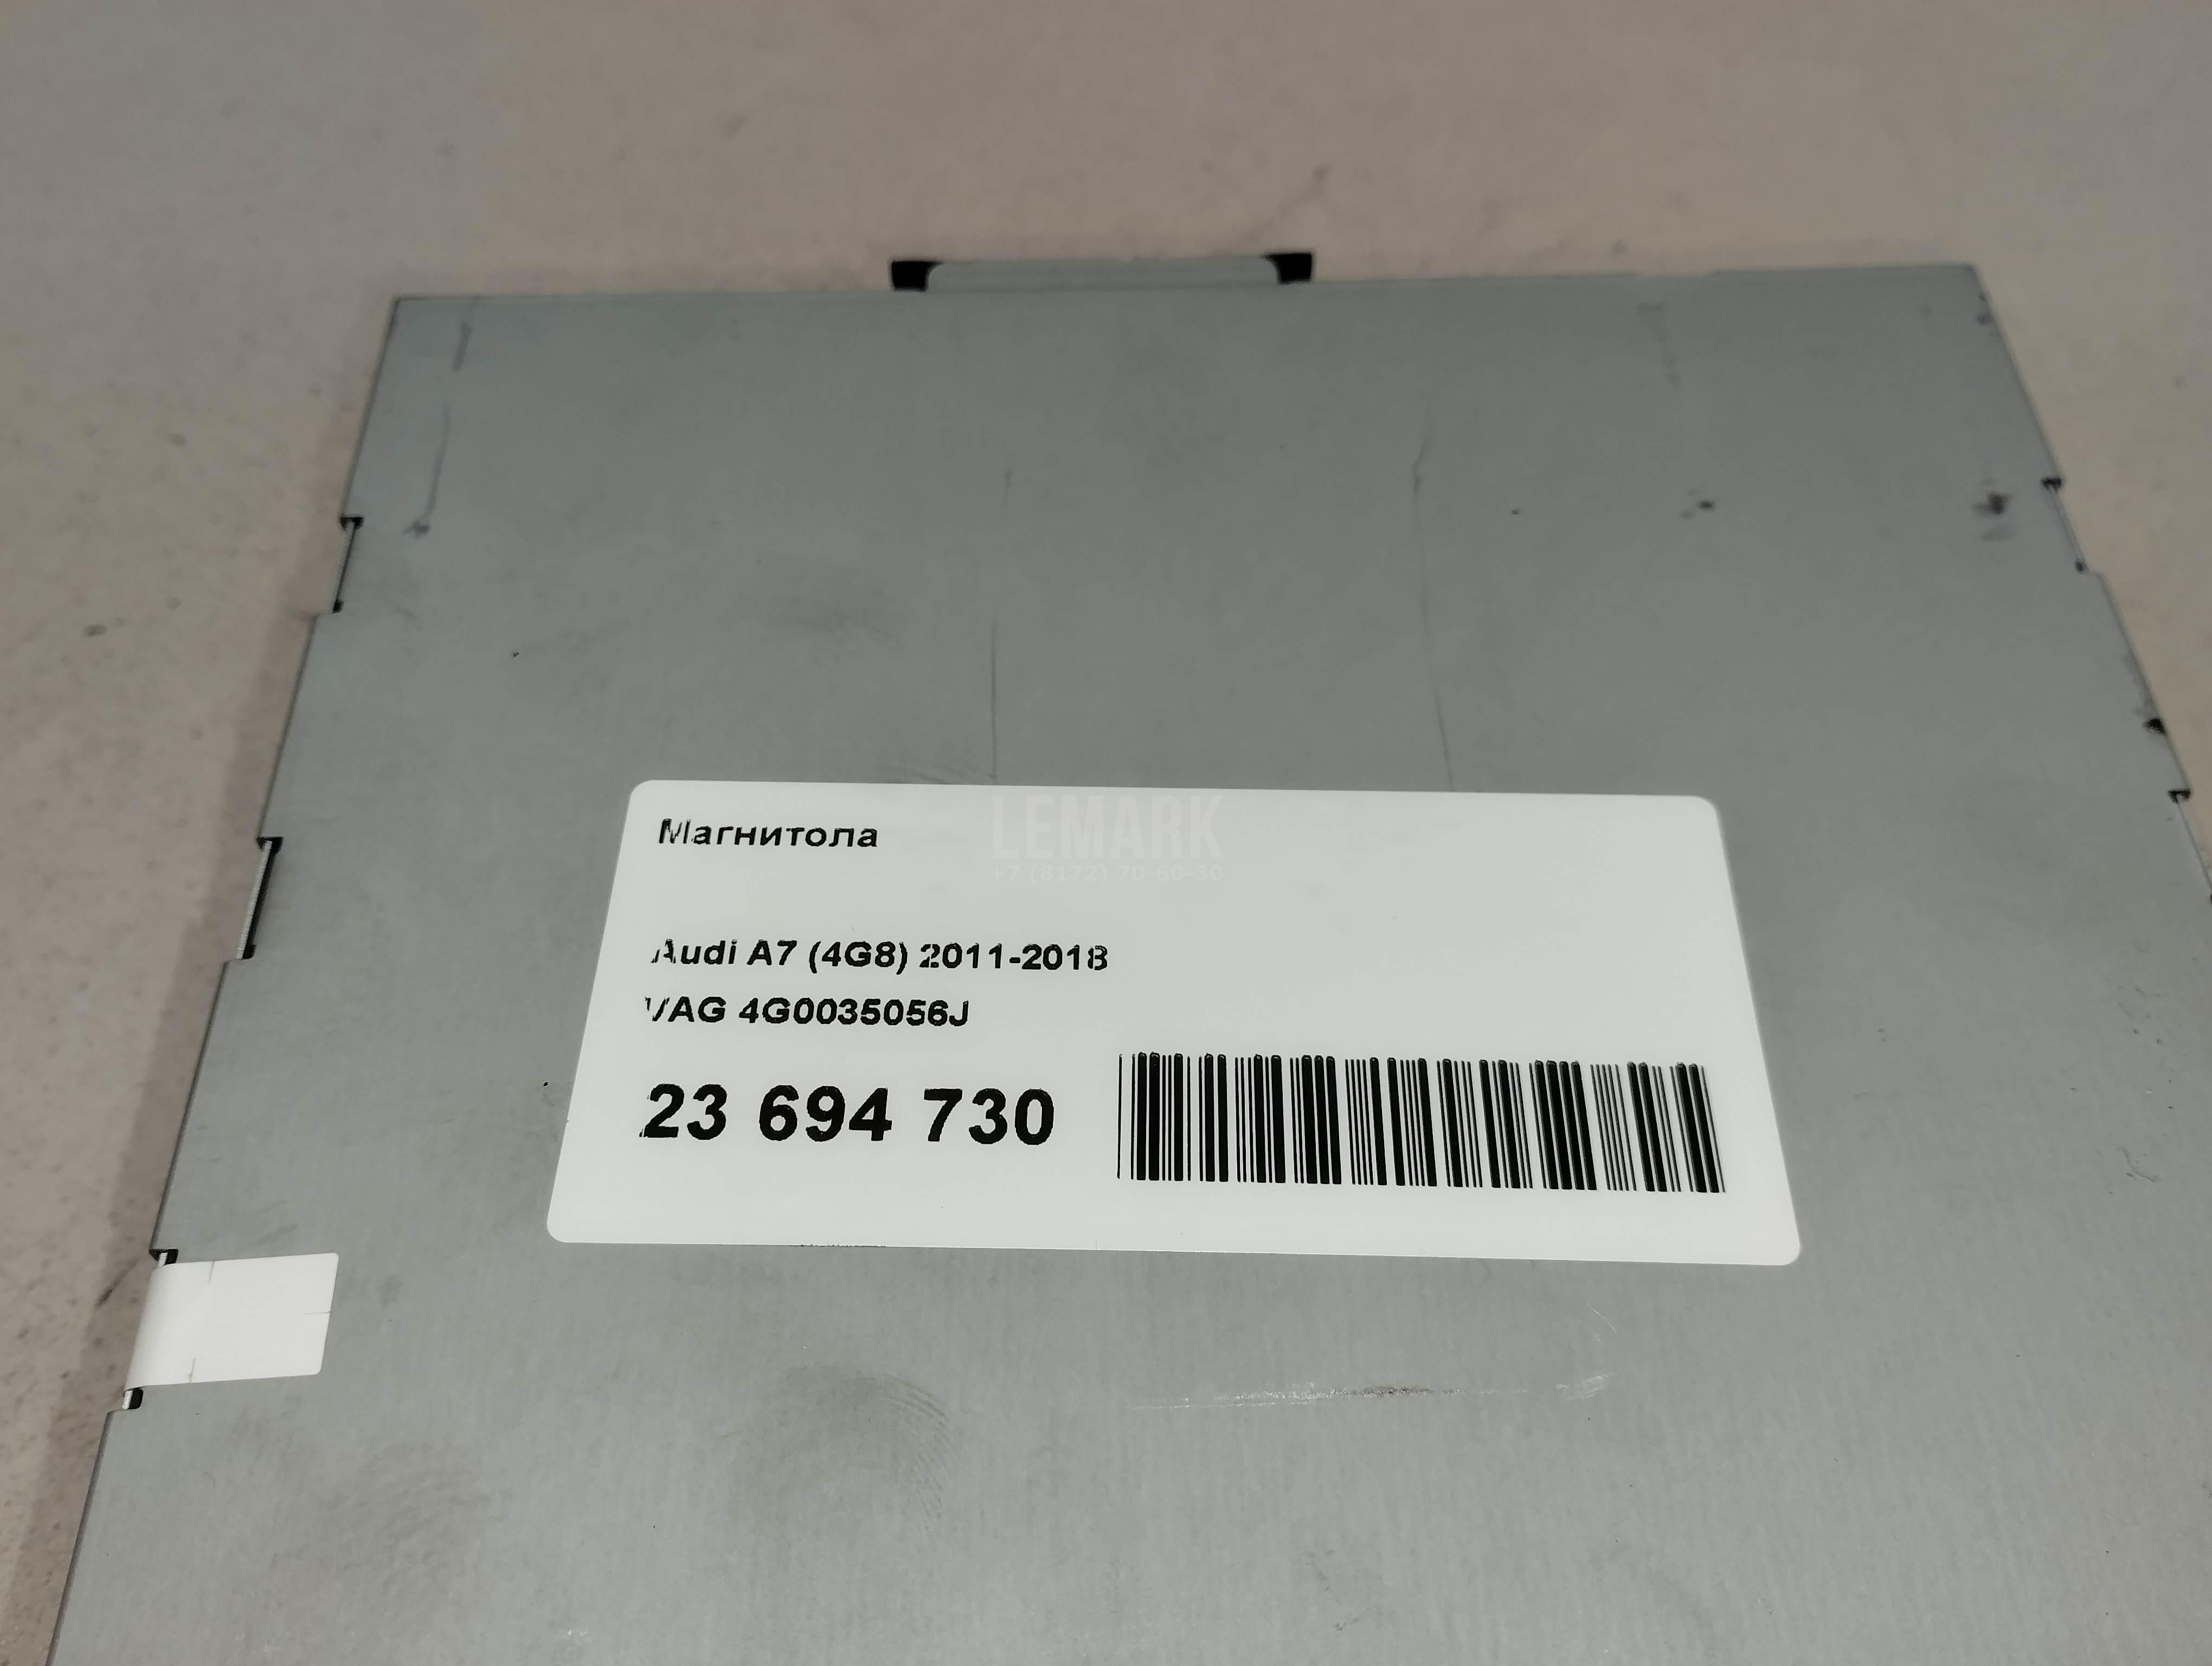 Магнитола
LEMARK
+7 (8172) 70-60-30
Audi A7 (4G8) 2011-2018
VAG 4G0035056J
23 694 730